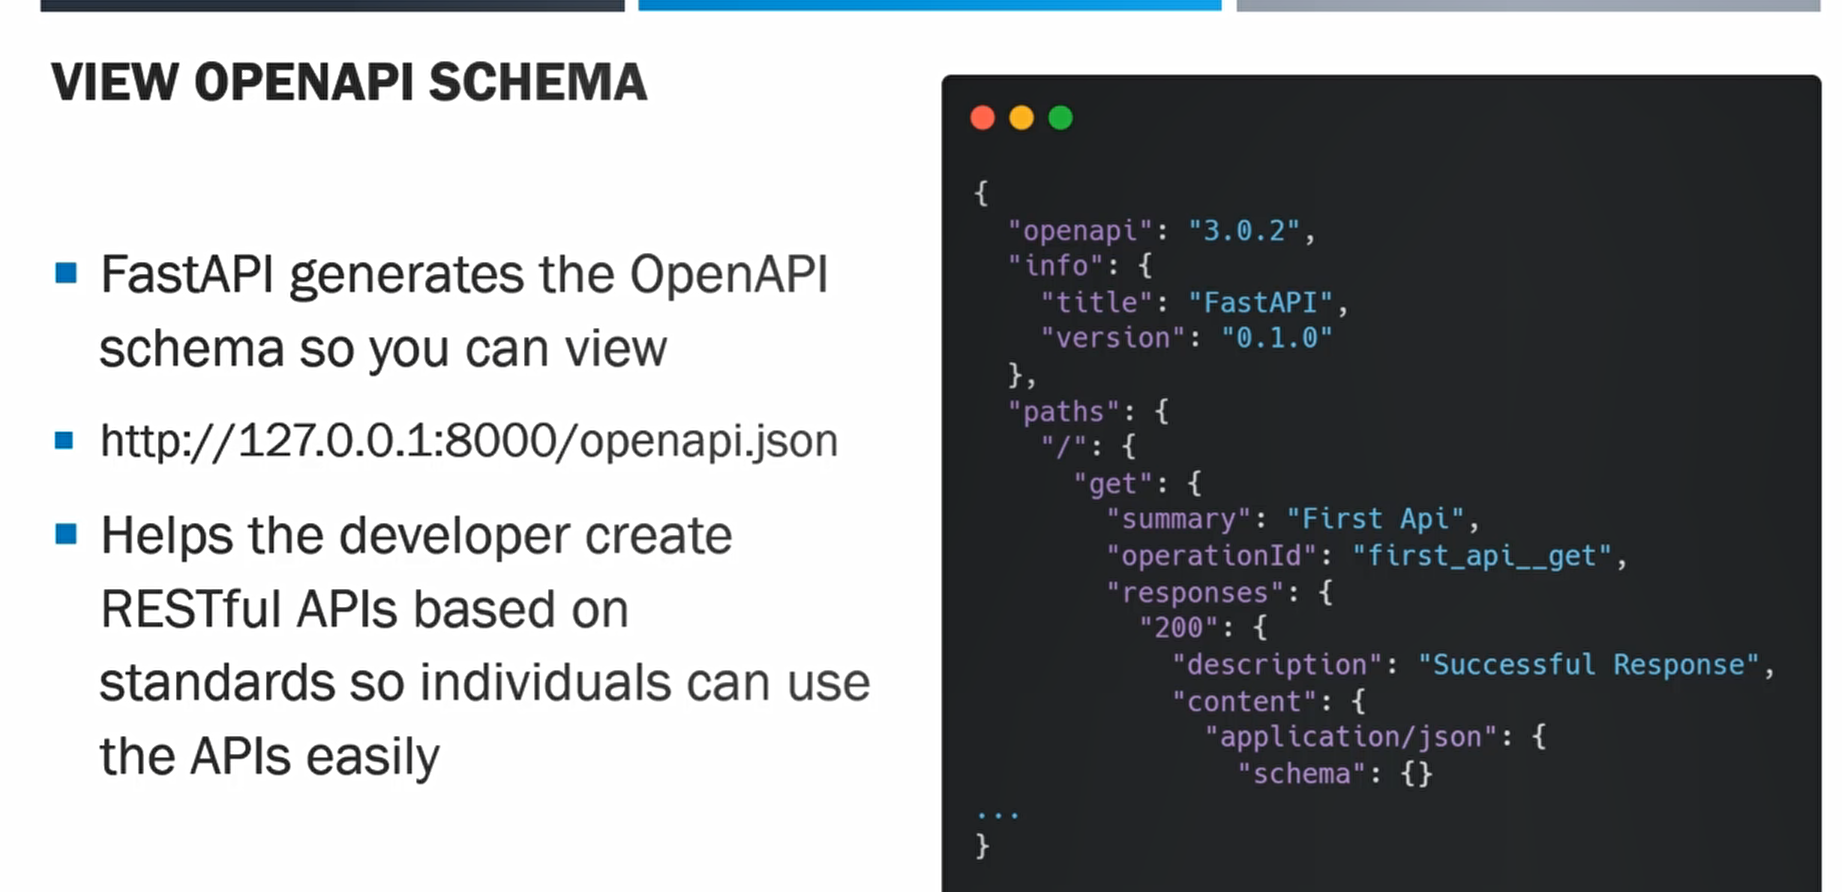 VIEW OPENAPI SCHEMA
FastAPI generates the OpenAPI
schema so you can view
http://127.0.0.1:8000/openapi.json
Helps the developer create
RESTful APIs based on
standards so individuals can use
the APIs easily
{
  "openapi": "3.0.2",
  "info": {
    "title": "FastAPI",
    "version": "0.1.0"
  },
  "paths": {
    "/": {
      "get": {
        "summary": "First Api",
        "operationId": "first_api__get",
        "responses": {
          "200": {
            "description": "Successful Response",
            "content": {
              "application/json": {
                "schema": {}
...
}